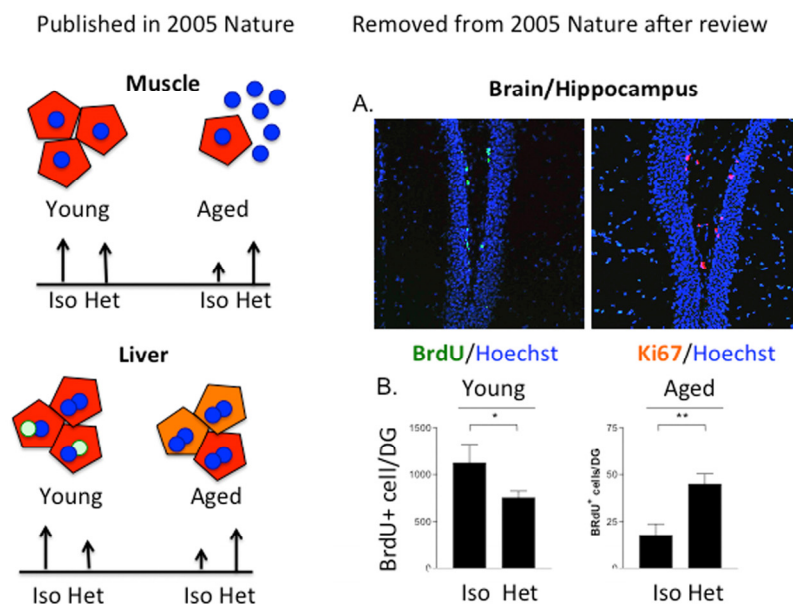 Published in 2005 Nature
Muscle
Young Aged
Iso Het Iso Het
Liver
Young Aged
Iso Het Iso Het
Removed from 2005 Nature after review
A. Brain/Hippocampus
BrdU/Hoechst Ki67/Hoechst
B. Young Aged
BrdU+ cell/DG
1500
1000
500
0
*
Iso Het
BRdU⁺ cells/DG
75
50
25
0
**
Iso Het